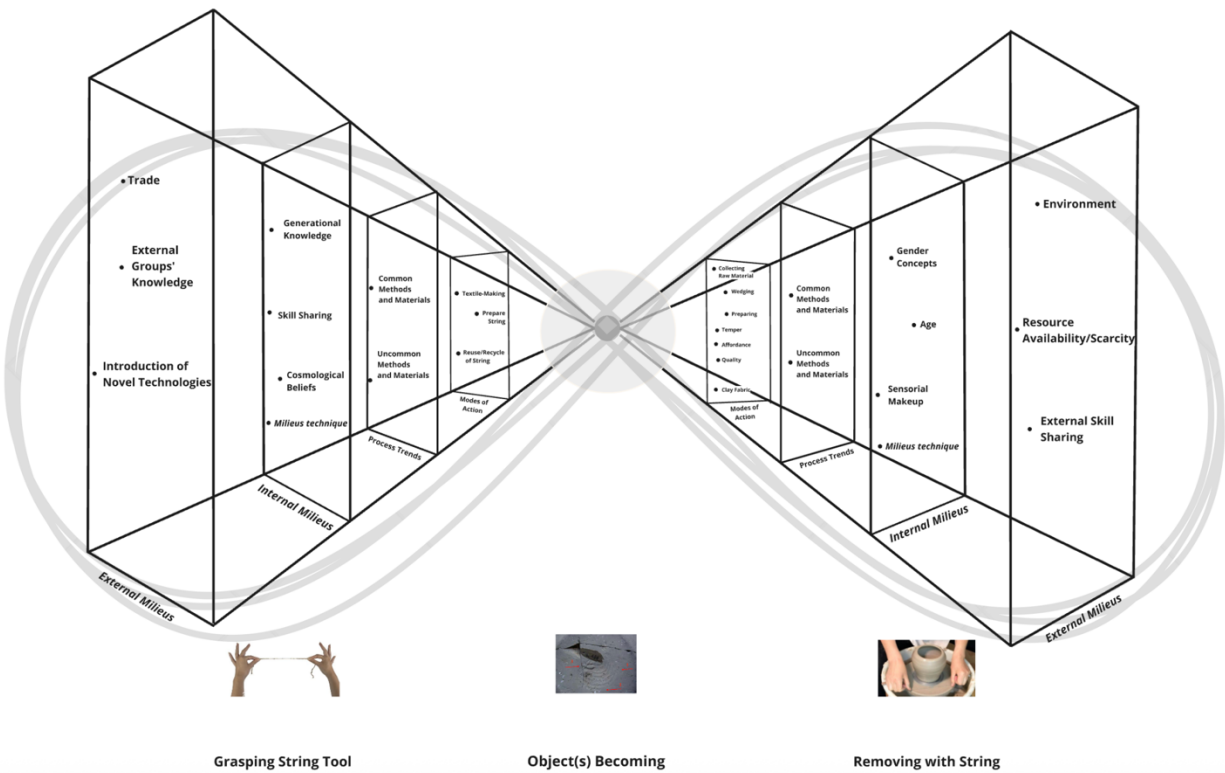 Trade
External
Groups'
Knowledge
Introduction of
Novel Technologies
External Milieus
Generational
Knowledge
Skill Sharing
Cosmological
Beliefs
Milieus technique
Internal Milieus
Common
Methods
and Materials
Uncommon
Methods
and Materials
Process Trends
Textile-Making
Prepare
String
Reuse/Recycle
of String
Modes of
Action
Collecting
Raw Material
Wedging
Preparing
Temper
Affordance
Quality
Clay Fabric
Modes of
Action
Common
Methods
and Materials
Uncommon
Methods
and Materials
Process Trends
Gender
Concepts
Age
Sensorial
Makeup
Milieus technique
Internal Milieus
Environment
Resource
Availability/Scarcity
External Skill
Sharing
External Milieus
Grasping String Tool
Object(s) Becoming
Removing with String